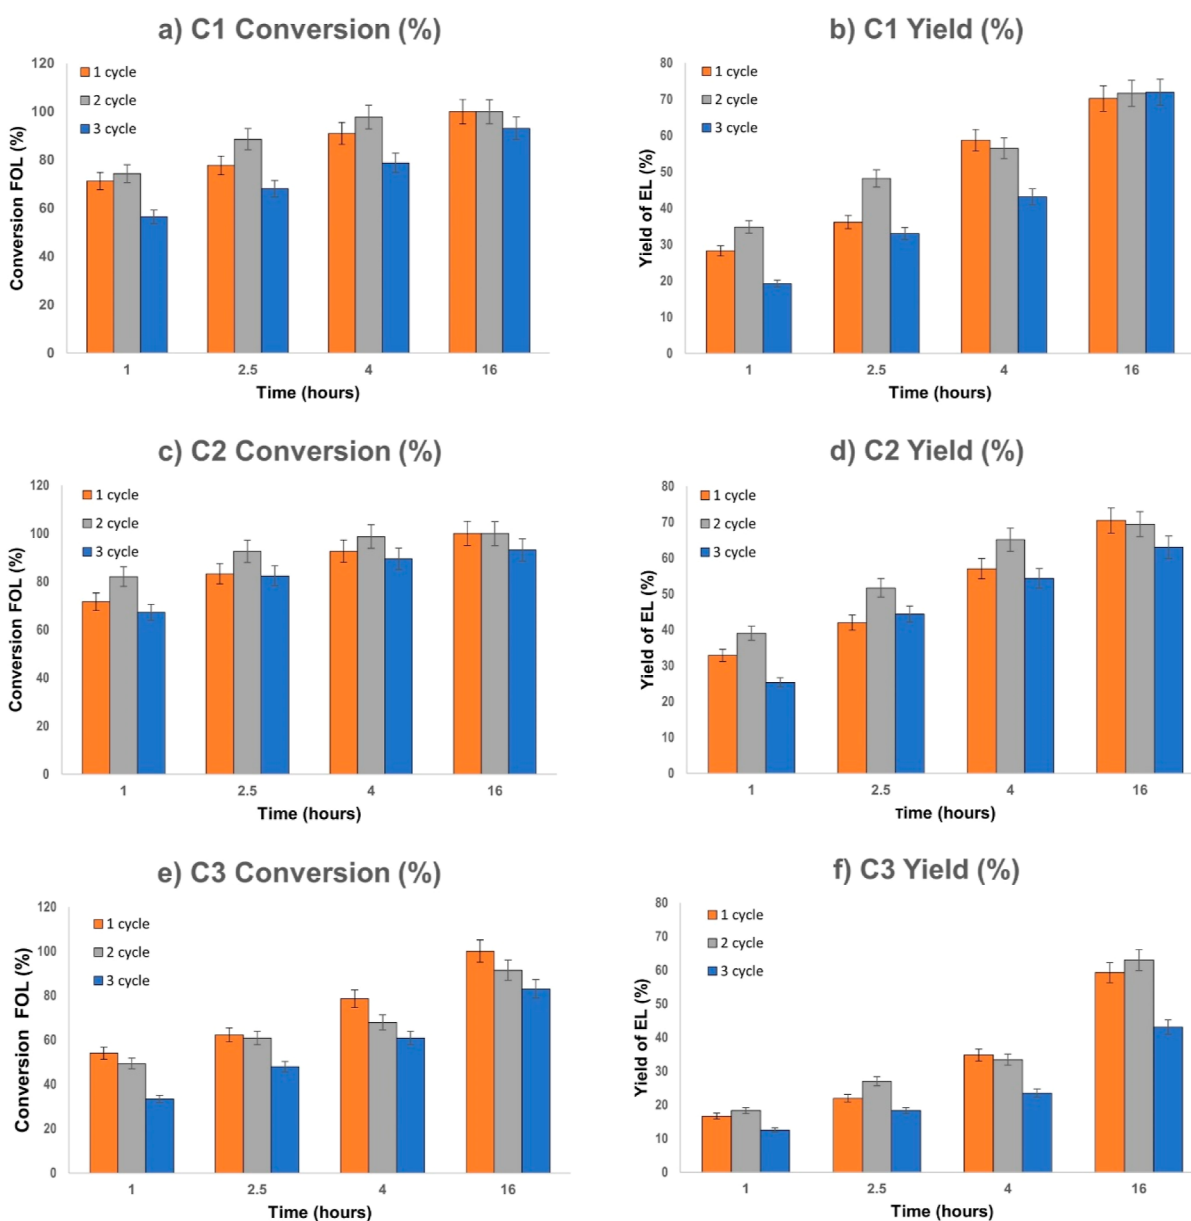 a) C1 Conversion (%)
120
100
80
60
40
20
0
Conversion FOL (%)
1 cycle
2 cycle
3 cycle
1 2.5 4 16
Time (hours)
b) C1 Yield (%)
80
70
60
50
40
30
20
10
0
Yield of EL (%)
1 cycle
2 cycle
3 cycle
1 2.5 4 16
Time (hours)
c) C2 Conversion (%)
120
100
80
60
40
20
0
Conversion FOL (%)
1 cycle
2 cycle
3 cycle
1 2.5 4 16
Time (hours)
d) C2 Yield (%)
80
70
60
50
40
30
20
10
0
Yield of EL (%)
1 cycle
2 cycle
3 cycle
1 2.5 4 16
Time (hours)
e) C3 Conversion (%)
120
100
80
60
40
20
0
Conversion FOL (%)
1 cycle
2 cycle
3 cycle
1 2.5 4 16
Time (hours)
f) C3 Yield (%)
80
70
60
50
40
30
20
10
0
Yield of EL (%)
1 cycle
2 cycle
3 cycle
1 2.5 4 16
Time (hours)